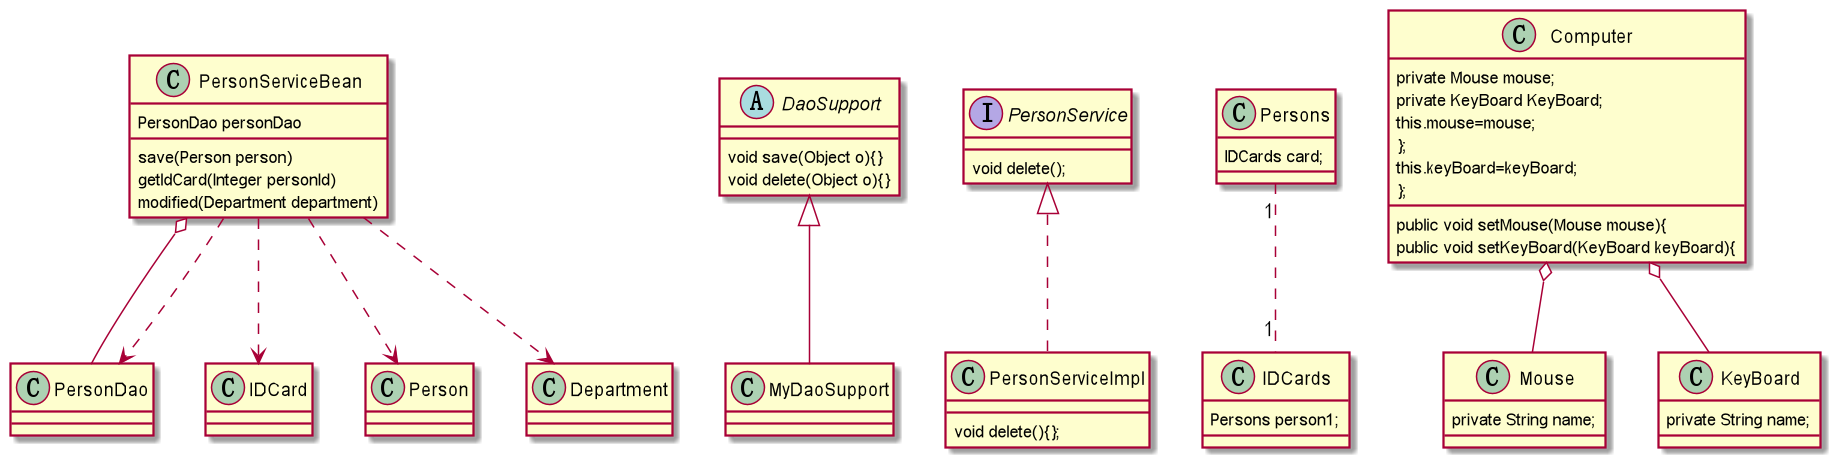 C PersonServiceBean
PersonDao personDao
save(Person person)
getIdCard(Integer personId)
modified(Department department)
C PersonDao
C IDCard
C Person
C Department
A DaoSupport
void save(Object o){}
void delete(Object o){}
C MyDaoSupport
I PersonService
void delete();
C PersonServiceImpl
void delete(){};
C Persons
IDCards card;
1
1
C IDCards
Persons person1;
C Computer
private Mouse mouse;
private KeyBoard KeyBoard;
this.mouse=mouse;
};
this.keyBoard=keyBoard;
};
public void setMouse(Mouse mouse){
public void setKeyBoard(KeyBoard keyBoard){
C Mouse
private String name;
C KeyBoard
private String name;